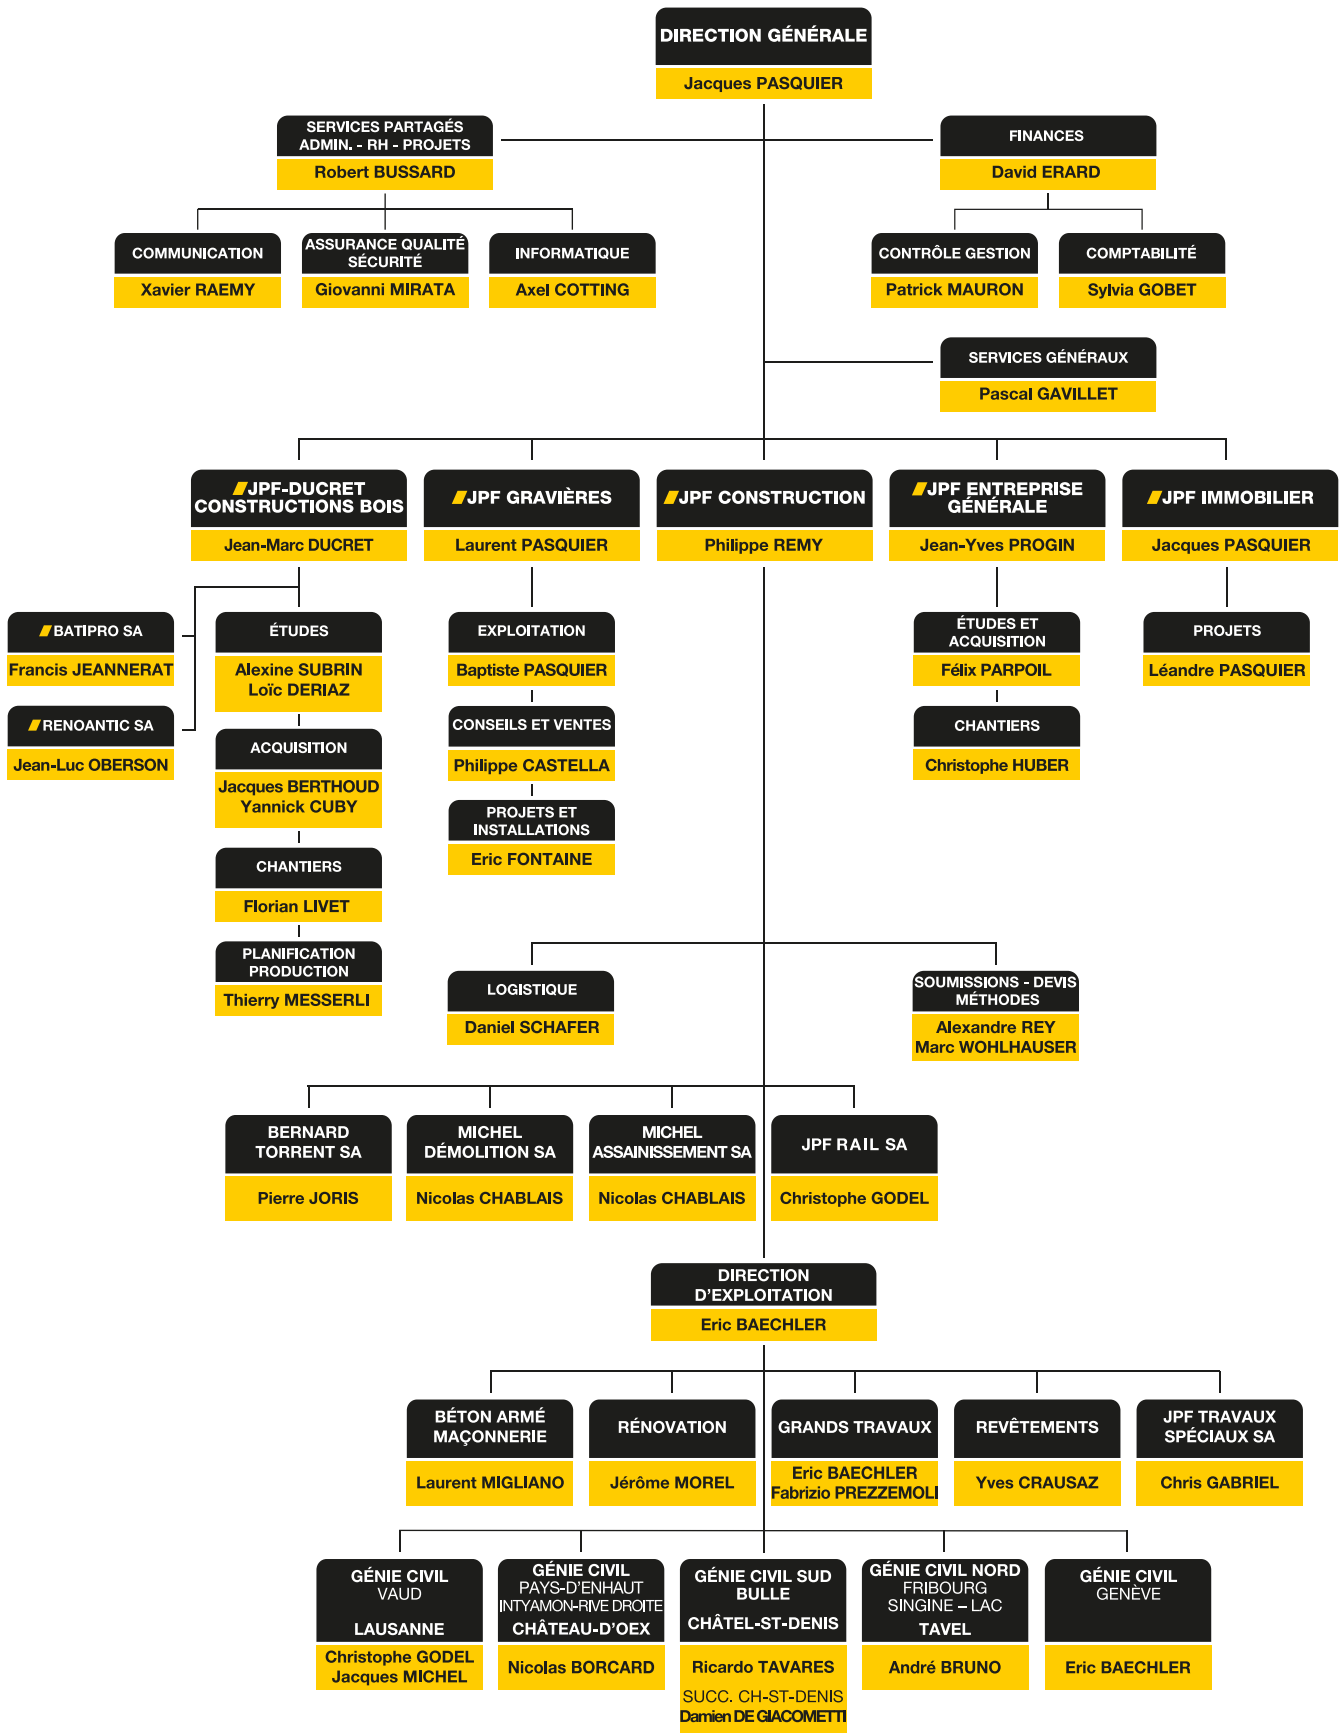 DIRECTION GÉNÉRALE
Jacques PASQUIER
SERVICES PARTAGÉS
ADMIN. - RH - PROJETS
Robert BUSSARD
FINANCES
David ERARD
COMMUNICATION
Xavier RAEMY
ASSURANCE QUALITÉ
SÉCURITÉ
Giovanni MIRATA
INFORMATIQUE
Axel COTTING
CONTRÔLE GESTION
Patrick MAURON
COMPTABILITÉ
Sylvia GOBET
SERVICES GÉNÉRAUX
Pascal GAVILLET
JPF-DUCRET
CONSTRUCTIONS BOIS
Jean-Marc DUCRET
JPF GRAVIÈRES
Laurent PASQUIER
JPF CONSTRUCTION
Philippe REMY
JPF ENTREPRISE
GÉNÉRALE
Jean-Yves PROGIN
JPF IMMOBILIER
Jacques PASQUIER
BATIPRO SA
Francis JEANNERAT
RENOANTIC SA
Jean-Luc OBERSON
ÉTUDES
Alexine SUBRIN
Loïc DERIAZ
ACQUISITION
Jacques BERTHOUD
Yannick CUBY
CHANTIERS
Florian LIVET
PLANIFICATION
PRODUCTION
Thierry MESSERLI
EXPLOITATION
Baptiste PASQUIER
CONSEILS ET VENTES
Philippe CASTELLA
PROJETS ET
INSTALLATIONS
Eric FONTAINE
ÉTUDES ET
ACQUISITION
Félix PARPOIL
CHANTIERS
Christophe HUBER
PROJETS
Léandre PASQUIER
LOGISTIQUE
Daniel SCHAFER
SOUMISSIONS - DEVIS
MÉTHODES
Alexandre REY
Marc WOHLHAUSER
BERNARD
TORRENT SA
Pierre JORIS
MICHEL
DÉMOLITION SA
Nicolas CHABLAIS
MICHEL
ASSAINISSEMENT SA
Nicolas CHABLAIS
JPF RAIL SA
Christophe GODEL
DIRECTION
D'EXPLOITATION
Eric BAECHLER
BÉTON ARMÉ
MAÇONNERIE
Laurent MIGLIANO
RÉNOVATION
Jérôme MOREL
GRANDS TRAVAUX
Eric BAECHLER
Fabrizio PREZZEMOLI
REVÊTEMENTS
Yves CRAUSAZ
JPF TRAVAUX
SPÉCIAUX SA
Chris GABRIEL
GÉNIE CIVIL
VAUD
LAUSANNE
Christophe GODEL
Jacques MICHEL
GÉNIE CIVIL
PAYS-D'ENHAUT
INTYAMON-RIVE DROITE
CHÂTEAU-D'OEX
Nicolas BORCARD
GÉNIE CIVIL SUD
BULLE
CHÂTEL-ST-DENIS
Ricardo TAVARES
SUCC. CH-ST-DENIS
Damien DE GIACOMETTI
GÉNIE CIVIL NORD
FRIBOURG
SINGINE – LAC
TAVEL
André BRUNO
GÉNIE CIVIL
GENÈVE
Eric BAECHLER